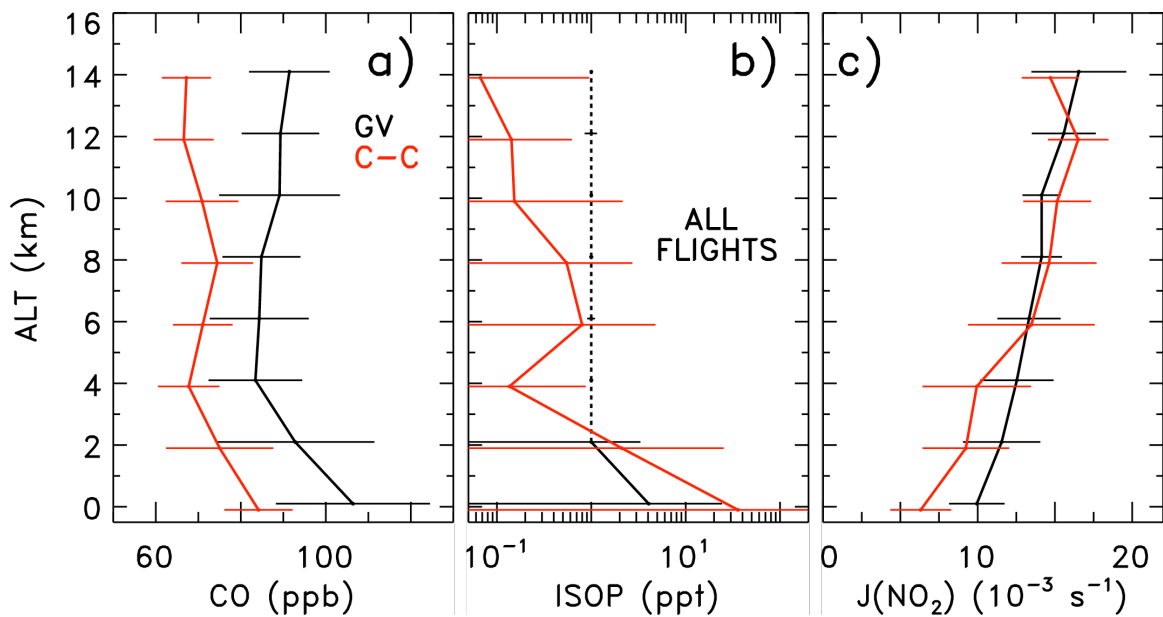 16
14
12
10
8
6
4
2
0
ALT (km)
a)
GV
C-C
60
100
CO (ppb)
b)
ALL
FLIGHTS
10⁻¹
10¹
ISOP (ppt)
c)
0
10
20
J(NO₂) (10⁻³ s⁻¹)